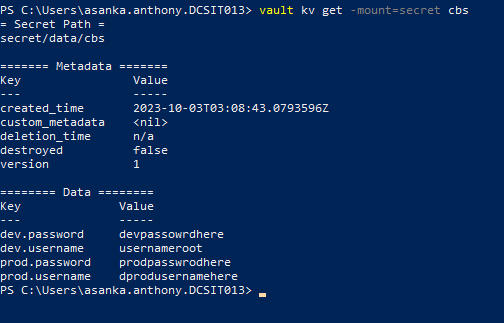 PS C:\Users\asanka.anthony.DCSIT013> vault kv get -mount=secret cbs
= Secret Path =
secret/data/cbs
======= Metadata =======
Key Value
--- -----
created_time 2023-10-03T03:08:43.0793596Z
custom_metadata <nil>
deletion_time n/a
destroyed false
version 1
======== Data ========
Key Value
--- -----
dev.password devpassowrdhere
dev.username usernameroot
prod.password prodpasswrodhere
prod.username dprodusernamehere
PS C:\Users\asanka.anthony.DCSIT013>